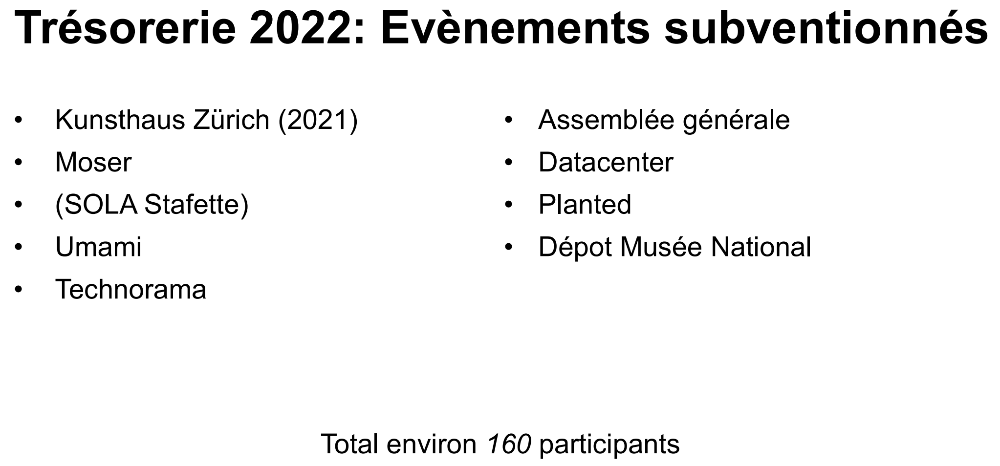 Trésorerie 2022: Evènements subventionnés
• Kunsthaus Zürich (2021)
• Moser
• (SOLA Stafette)
• Umami
• Technorama
• Assemblée générale
• Datacenter
• Planted
• Dépot Musée National
Total environ 160 participants